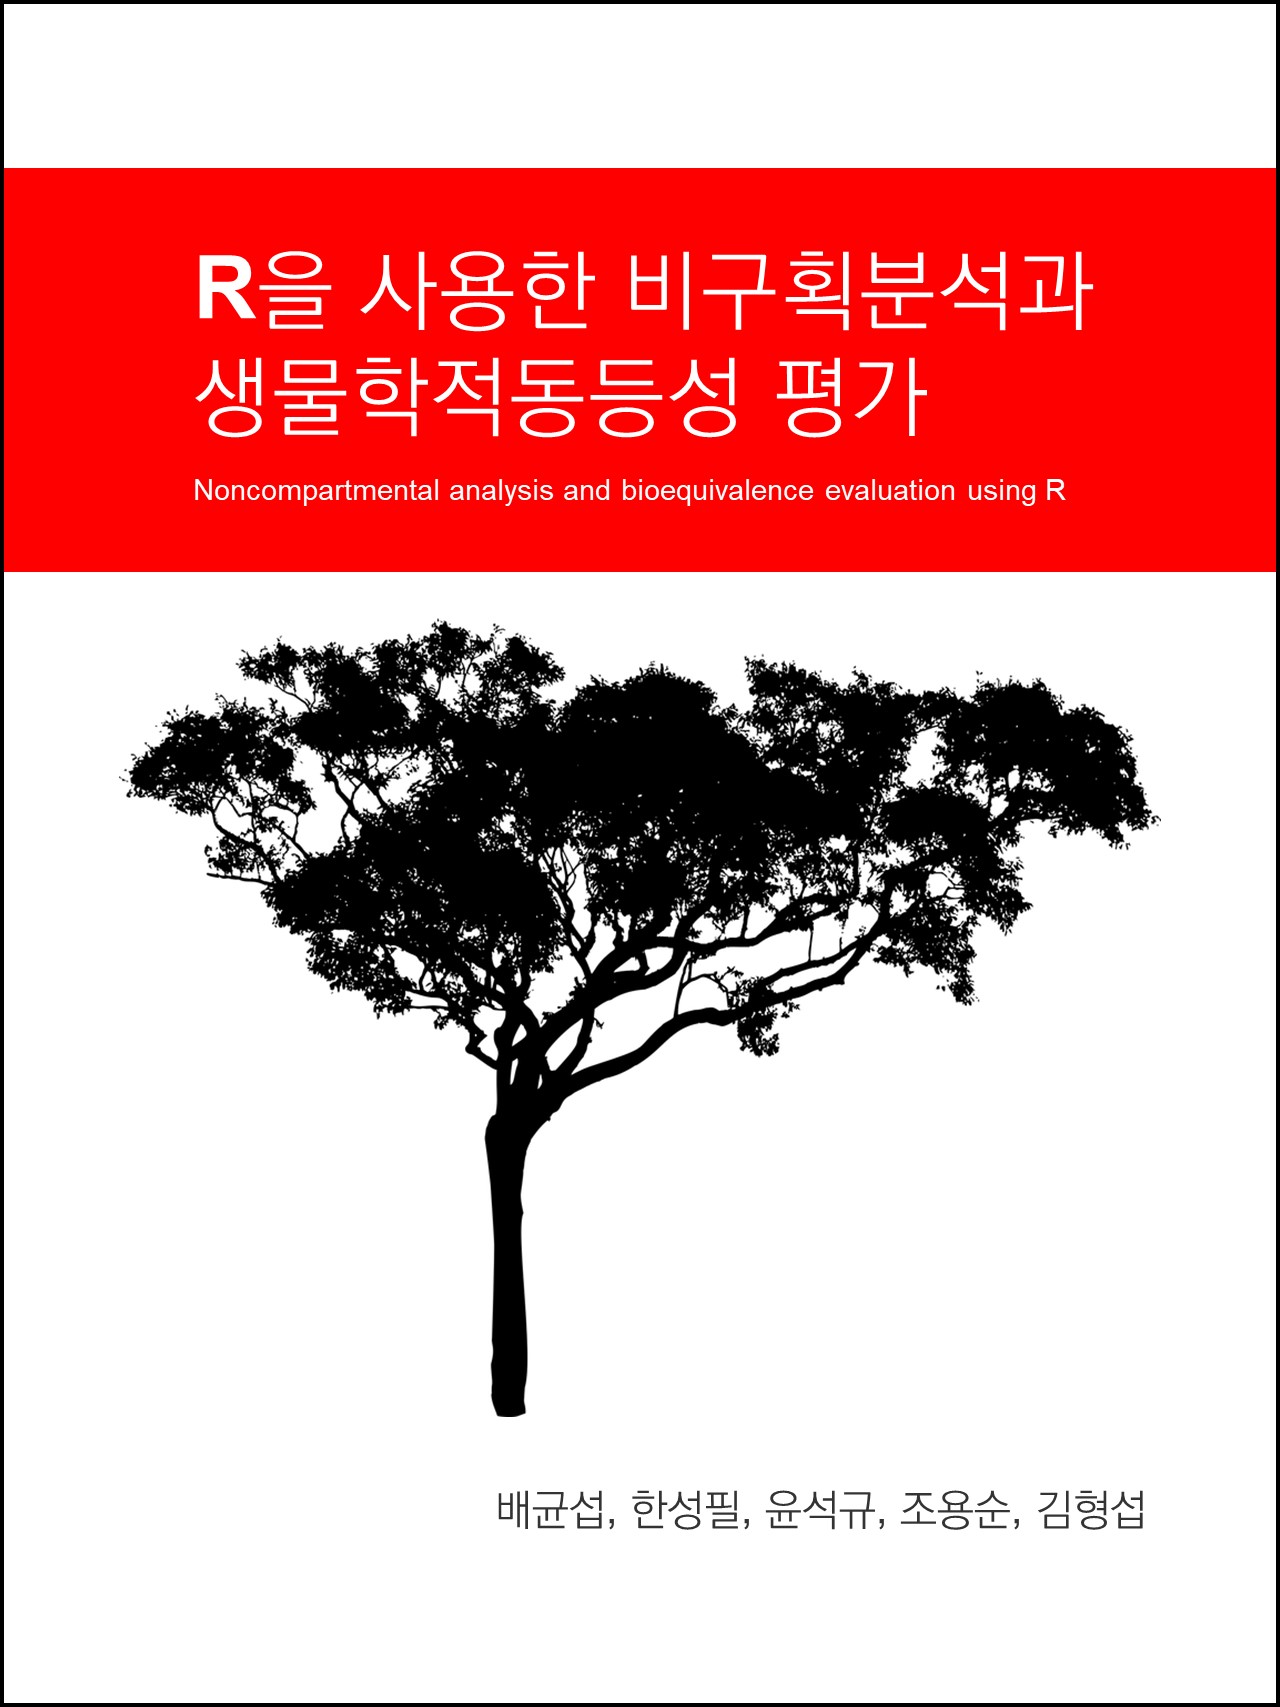 R을 사용한 비구획분석과
생물학적동등성 평가
Noncompartmental analysis and bioequivalence evaluation using R
배균섭, 한성필, 윤석규, 조용순, 김형섭